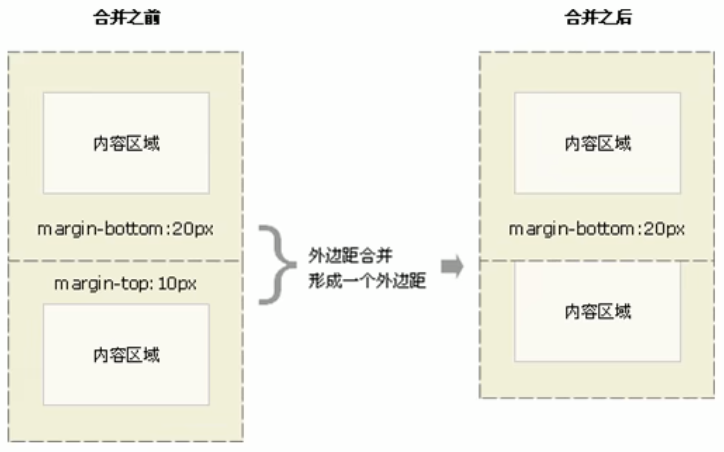 合并之前
合并之后
内容区域
内容区域
margin-bottom:20px
margin-bottom:20px
外边距合并
形成一个外边距
margin-top:10px
内容区域
内容区域